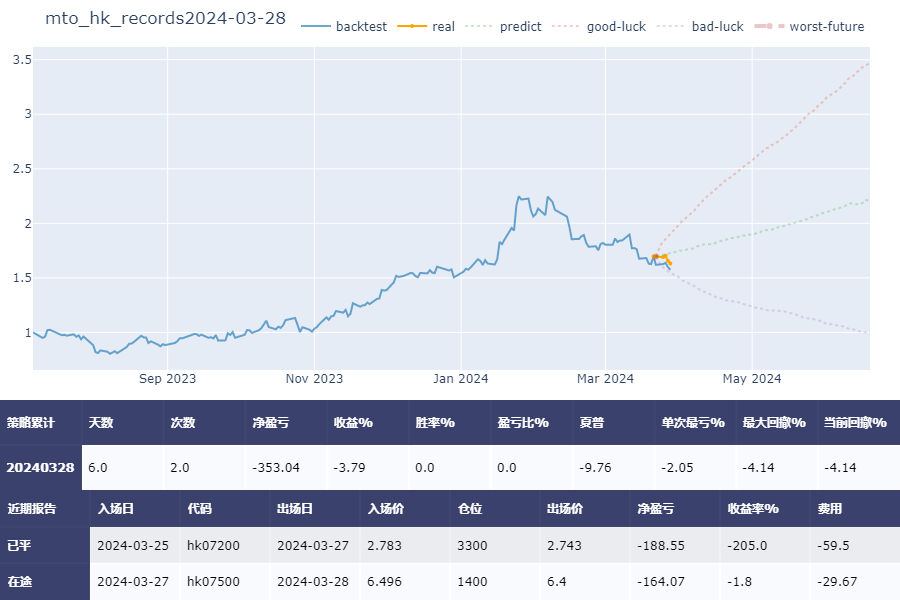 mto_hk_records2024-03-28
backtest real predict good-luck bad-luck worst-future
3.5
3
2.5
2
1.5
1
Sep 2023 Nov 2023 Jan 2024 Mar 2024 May 2024
策略累计 天数 次数 净盈亏 收益% 胜率% 盈亏比% 夏普 单次最亏% 最大回撤% 当前回撤%
20240328 6.0 2.0 -353.04 -3.79 0.0 0.0 -9.76 -2.05 -4.14 -4.14
近期报告 入场日 代码 出场日 入场价 仓位 出场价 净盈亏 收益率% 费用
已平 2024-03-25 hk07200 2024-03-27 2.783 3300 2.743 -188.55 -205.0 -59.5
在途 2024-03-27 hk07500 2024-03-28 6.496 1400 6.4 -164.07 -1.8 -29.67